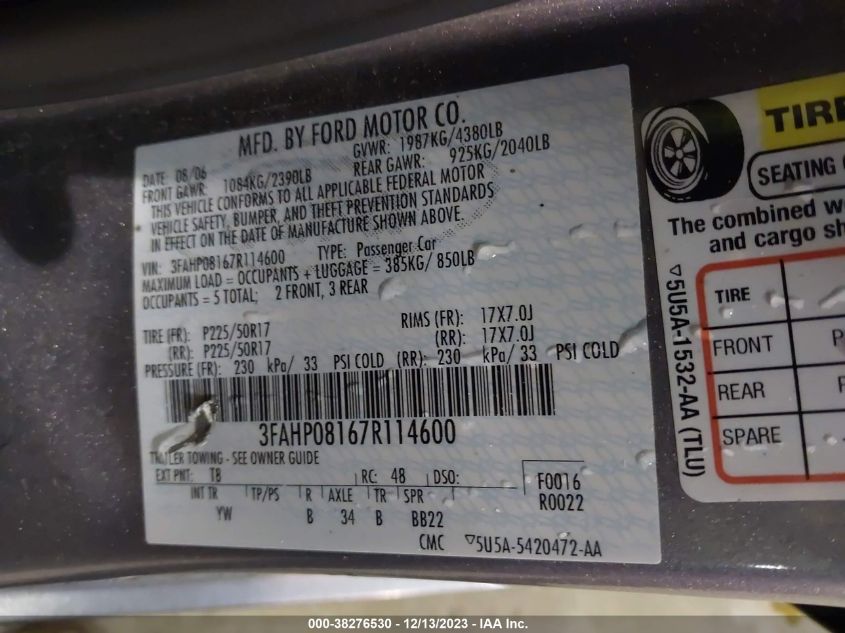 MFD. BY FORD MOTOR CO.
DATE 08/06 GVWR: 1987KG/4380LB
FRONT GAWR: 1084KG/2390LB REAR GAWR: 925KG/2040LB
THIS VEHICLE CONFORMS TO ALL APPLICABLE FEDERAL MOTOR
VEHICLE SAFETY, BUMPER, AND THEFT PREVENTION STANDARDS
IN EFFECT ON THE DATE OF MANUFACTURE SHOWN ABOVE.
VIN: 3FAHP08167R114600 TYPE: Passenger Car
MAXIMUM LOAD = OCCUPANTS + LUGGAGE = 385KG/ 850LB
OCCUPANTS = 5 TOTAL; 2 FRONT, 3 REAR
TIRE (FR): P225/50R17 RIMS (FR): 17X7.0J
(RR): P225/50R17 (RR): 17X7.0J
PRESSURE (FR): 230 kPa/ 33 PSI COLD (RR): 230 kPa/ 33 PSI COLD
3FAHP08167R114600
TRAILER TOWING - SEE OWNER GUIDE
EXT PNT: T8 RC: 48 DSO: F0016
INT TR TP/PS R AXLE TR SPR R0022
YW B 34 B BB22
CMC ▽5U5A-5420472-AA
TIRE
SEATING
The combined
and cargo
▽5U5A-1532-AA (TLU)
TIRE
FRONT P
REAR
SPARE
000-38276530 - 12/13/2023 - IAA Inc.